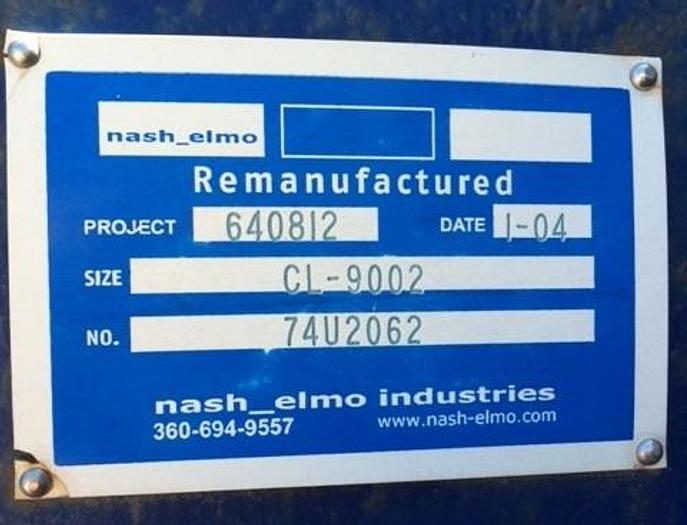 nash_elmo
Remanufactured
PROJECT 640812 DATE 1-04
SIZE CL-9002
NO. 74U2062
nash_elmo industries
360-694-9557 www.nash-elmo.com